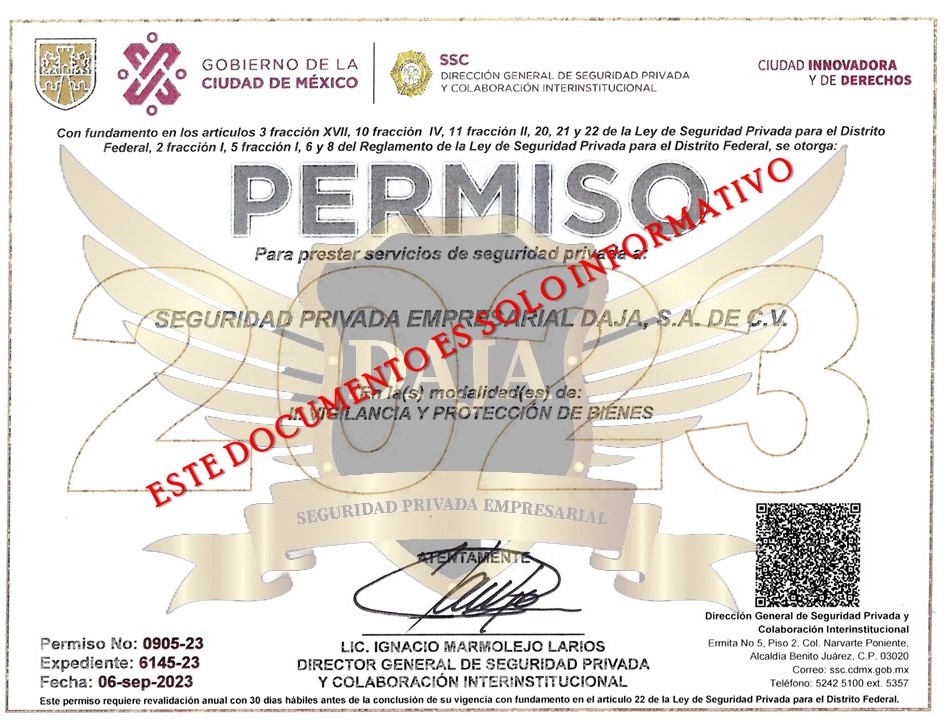 GOBIERNO DE LA
CIUDAD DE MÉXICO
SSC
DIRECCIÓN GENERAL DE SEGURIDAD PRIVADA
Y COLABORACIÓN INTERINSTITUCIONAL
CIUDAD INNOVADORA
Y DE DERECHOS
Con fundamento en los artículos 3 fracción XVII, 10 fracción IV, 11 fracción II, 20, 21 y 22 de la Ley de Seguridad Privada para el Distrito
Federal, 2 fracción I, 5 fracción I, 6 y 8 del Reglamento de la Ley de Seguridad Privada para el Distrito Federal, se otorga:
PERMISO
Para prestar servicios de seguridad privada a:
2023
SEGURIDAD PRIVADA EMPRESARIAL DAJA, S.A. DE C.V.
DAJA
En la(s) modalidad(es) de:
III VIGILANCIA Y PROTECCIÓN DE BIENES
ESTE DOCUMENTO ES SOLO INFORMATIVO
SEGURIDAD PRIVADA EMPRESARIAL
ATENTAMENTE
LIC. IGNACIO MARMOLEJO LARIOS
DIRECTOR GENERAL DE SEGURIDAD PRIVADA
Y COLABORACIÓN INTERINSTITUCIONAL
Permiso No: 0905-23
Expediente: 6145-23
Fecha: 06-sep-2023
Dirección General de Seguridad Privada y
Colaboración Interinstitucional
Ermita No 5, Piso 2, Col. Narvarte Poniente,
Alcaldía Benito Juárez, C.P. 03020
Correo: ssc.cdmx.gob.mx
Teléfono: 5242 5100 ext. 5357
Este permiso requiere revalidación anual con 30 días hábiles antes de la conclusión de su vigencia con fundamento en el artículo 22 de la Ley de Seguridad Privada para el Distrito Federal.